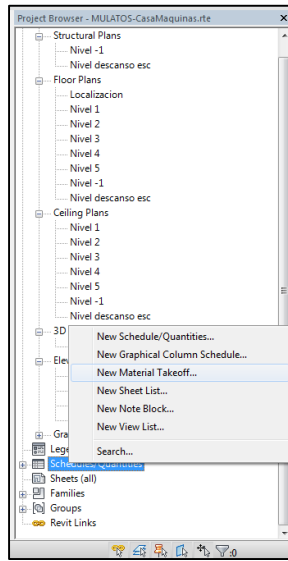 Project Browser - MULATOS-CasaMaquinas.rte
Structural Plans
Nivel -1
Nivel descanso esc
Floor Plans
Localizacion
Nivel 1
Nivel 2
Nivel 3
Nivel 4
Nivel 5
Nivel -1
Nivel descanso esc
Ceiling Plans
Nivel 1
Nivel 2
Nivel 3
Nivel 4
Nivel 5
Nivel -1
Nivel descanso esc
3D
New Schedule/Quantities...
New Graphical Column Schedule...
Elev
New Material Takeoff...
New Sheet List...
New Note Block...
New View List...
Gra
Search...
Lege
Schedules/Quantities
Sheets (all)
Families
Groups
Revit Links
:0